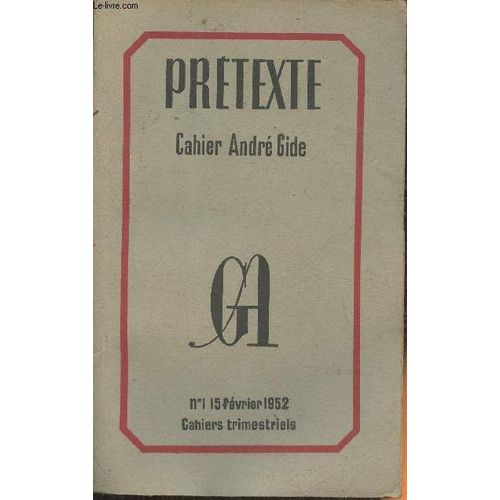 Le-livre.com
PRÉTEXTE
Cahier André Gide
GA
n°1 15 février 1952
Cahiers trimestriels